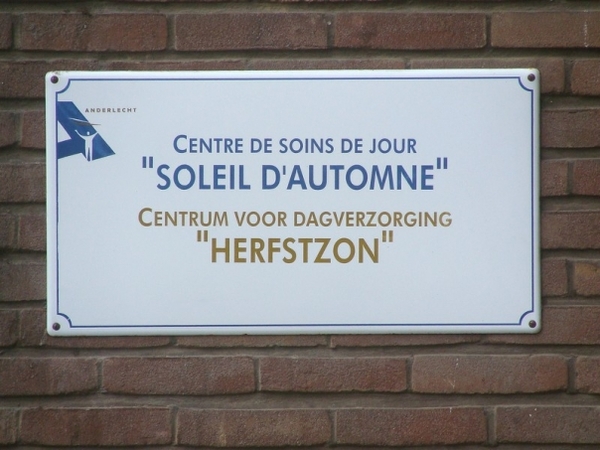 ANDERLECHT
CENTRE DE SOINS DE JOUR
"SOLEIL D'AUTOMNE"
CENTRUM VOOR DAGVERZORGING
"HERFSTZON"